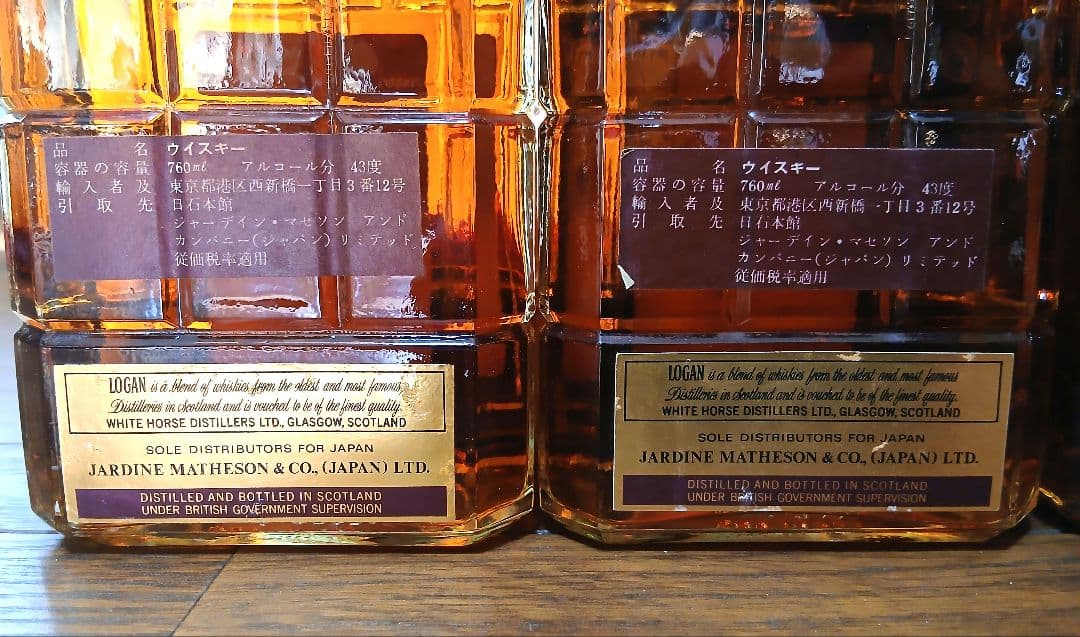 品 名 ウイスキー
容器の容量 760ml アルコール分 43度
輸入者及 東京都港区西新橋一丁目3番12号
引取先 日石本館
ジャーデイン・マセソン アンド
カンパニー(ジャパン)リミテッド
従価税率適用
LOGAN is a blend of whiskies from the oldest and most famous
Distilleries in Scotland and is vouched to be of the finest quality.
WHITE HORSE DISTILLERS LTD., GLASGOW, SCOTLAND
SOLE DISTRIBUTORS FOR JAPAN
JARDINE MATHESON & CO., (JAPAN) LTD.
DISTILLED AND BOTTLED IN SCOTLAND
UNDER BRITISH GOVERNMENT SUPERVISION
品 名 ウイスキー
容器の容量 760ml アルコール分 43度
輸入者及 東京都港区西新橋一丁目3番12号
引取先 日石本館
ジャーデイン・マセソン アンド
カンパニー(ジャパン)リミテッド
従価税率適用
LOGAN is a blend of whiskies from the oldest and most famous
Distilleries in Scotland and is vouched to be of the finest quality.
WHITE HORSE DISTILLERS LTD., GLASGOW, SCOTLAND
SOLE DISTRIBUTORS FOR JAPAN
JARDINE MATHESON & CO., (JAPAN) LTD.
DISTILLED AND BOTTLED IN SCOTLAND
UNDER BRITISH GOVERNMENT SUPERVISION